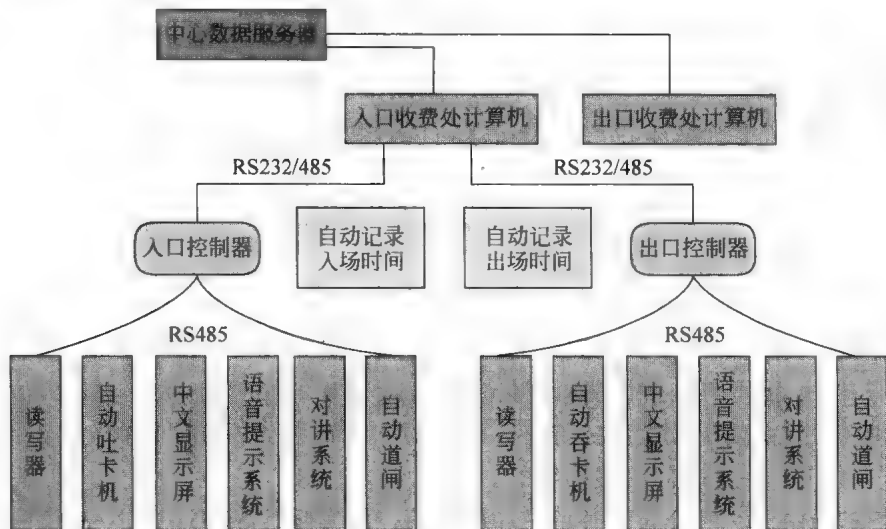 中心数据服务器
入口收费处计算机
出口收费处计算机
RS232/485
RS232/485
入口控制器
自动记录
入场时间
自动记录
出场时间
出口控制器
RS485
RS485
读写器
自动吐卡机
中文显示屏
语音提示系统
对讲系统
自动道闸
读写器
自动吞卡机
中文显示屏
语音提示系统
对讲系统
自动道闸